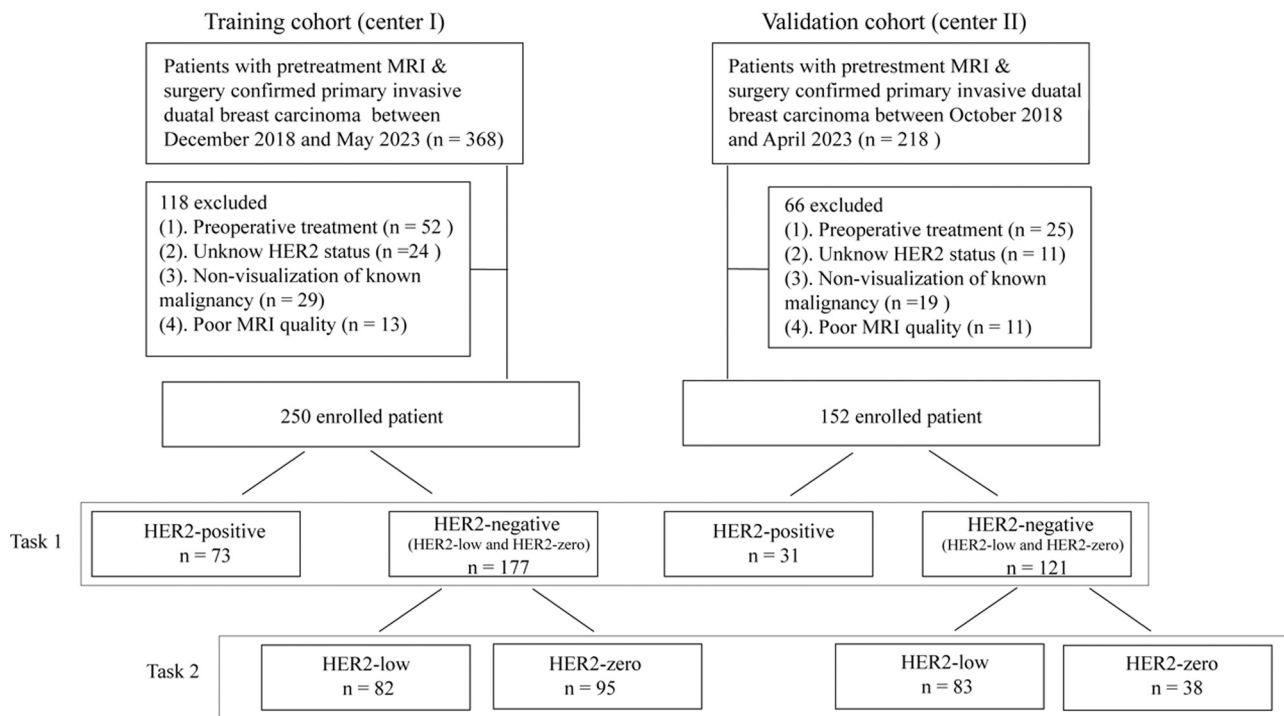 Training cohort (center I)
Patients with pretreatment MRI &
surgery confirmed primary invasive
duatal breast carcinoma between
December 2018 and May 2023 (n = 368)
118 excluded
(1). Preoperative treatment (n = 52 )
(2). Unknow HER2 status (n =24 )
(3). Non-visualization of known
malignancy (n = 29)
(4). Poor MRI quality (n = 13)
250 enrolled patient
Validation cohort (center II)
Patients with pretrestment MRI &
surgery confirmed primary invasive duatal
breast carcinoma between October 2018
and April 2023 (n = 218 )
66 excluded
(1). Preoperative treatment (n = 25)
(2). Unknow HER2 status (n = 11)
(3). Non-visualization of known
malignancy (n =19 )
(4). Poor MRI quality (n = 11)
152 enrolled patient
Task 1
HER2-positive
n = 73
HER2-negative
(HER2-low and HER2-zero)
n = 177
HER2-positive
n = 31
HER2-negative
(HER2-low and HER2-zero)
n = 121
Task 2
HER2-low
n = 82
HER2-zero
n = 95
HER2-low
n = 83
HER2-zero
n = 38